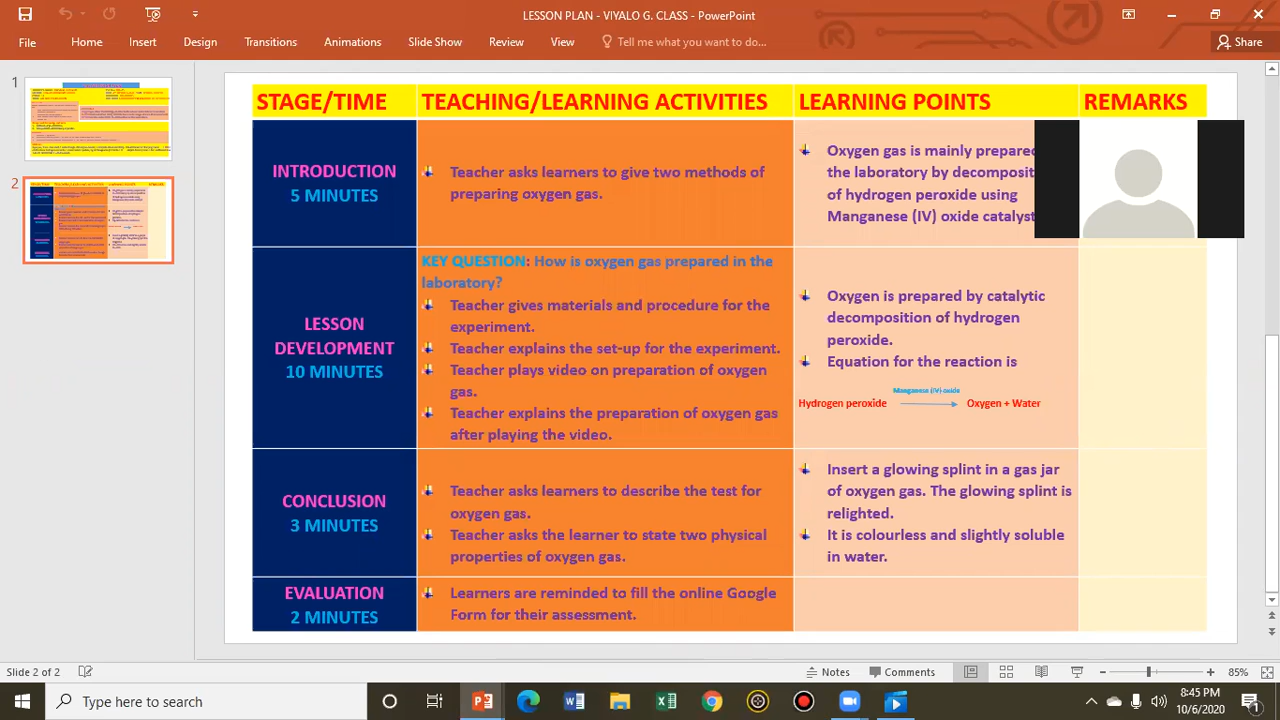 LESSON PLAN - VIYALO G. CLASS - PowerPoint
File Home Insert Design Transitions Animations Slide Show Review View Tell me what you want to do... Share
1
2
STAGE/TIME
TEACHING/LEARNING ACTIVITIES
LEARNING POINTS
REMARKS
INTRODUCTION
5 MINUTES
Teacher asks learners to give two methods of
preparing oxygen gas.
Oxygen gas is mainly prepared
the laboratory by decomposit
of hydrogen peroxide using
Manganese (IV) oxide catalyst
LESSON
DEVELOPMENT
10 MINUTES
KEY QUESTION: How is oxygen gas prepared in the
laboratory?
Teacher gives materials and procedure for the
experiment.
Teacher explains the set-up for the experiment.
Teacher plays video on preparation of oxygen
gas.
Teacher explains the preparation of oxygen gas
after playing the video.
Oxygen is prepared by catalytic
decomposition of hydrogen
peroxide.
Equation for the reaction is
Manganese (IV) oxide
Hydrogen peroxide Oxygen + Water
CONCLUSION
3 MINUTES
Teacher asks learners to describe the test for
oxygen gas.
Teacher asks the learner to state two physical
properties of oxygen gas.
Insert a glowing splint in a gas jar
of oxygen gas. The glowing splint is
relighted.
It is colourless and slightly soluble
in water.
EVALUATION
2 MINUTES
Learners are reminded to fill the online Google
Form for their assessment.
Slide 2 of 2 Notes Comments 85%
Type here to search
8:45 PM
10/6/2020